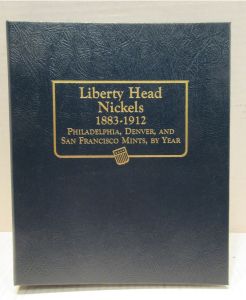 Liberty Head
Nickels
1883-1912
Philadelphia, Denver, and
San Francisco Mints, by Year